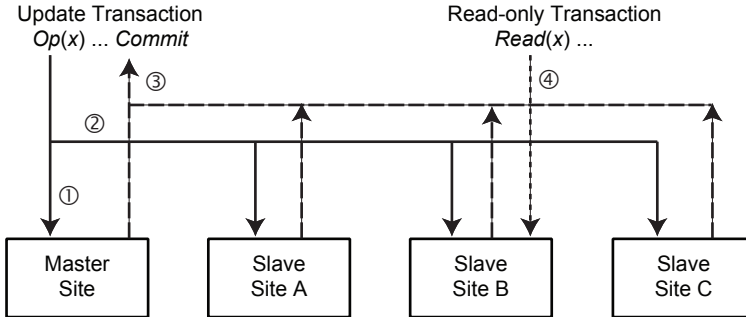 Update Transaction
Op(x) ... Commit
Read-only Transaction
Read(x) ...
③
④
②
①
Master
Site
Slave
Site A
Slave
Site B
Slave
Site C